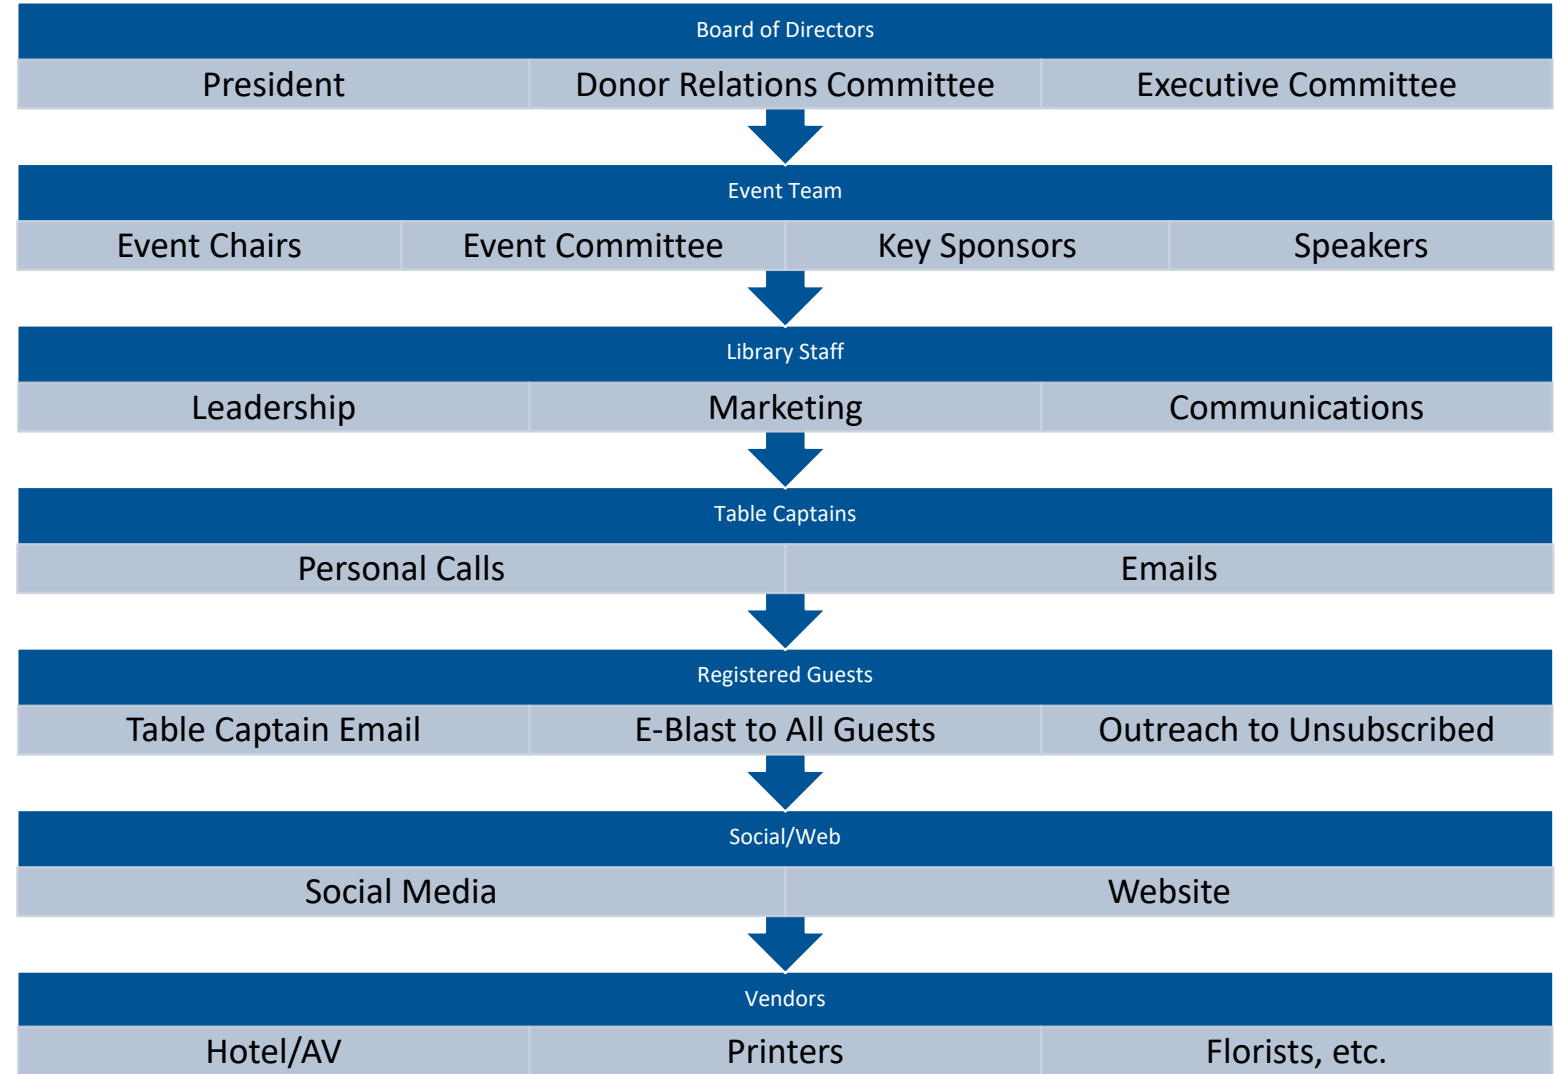 Board of Directors
President Donor Relations Committee Executive Committee
Event Team
Event Chairs Event Committee Key Sponsors Speakers
Library Staff
Leadership Marketing Communications
Table Captains
Personal Calls Emails
Registered Guests
Table Captain Email E-Blast to All Guests Outreach to Unsubscribed
Social/Web
Social Media Website
Vendors
Hotel/AV Printers Florists, etc.